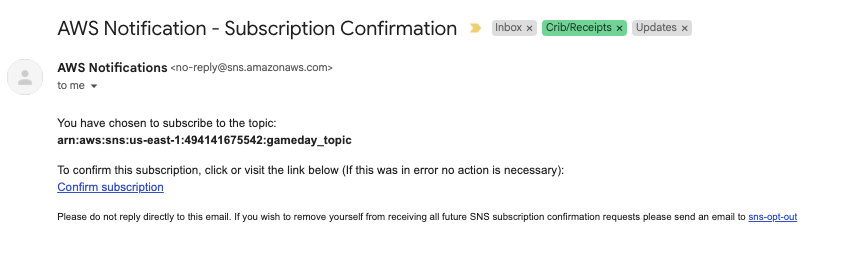 AWS Notification - Subscription Confirmation Inbox × Crib/Receipts × Updates ×
AWS Notifications <no-reply@sns.amazonaws.com>
to me
You have chosen to subscribe to the topic:
arn:aws:sns:us-east-1:494141675542:gameday_topic
To confirm this subscription, click or visit the link below (If this was in error no action is necessary):
Confirm subscription
Please do not reply directly to this email. If you wish to remove yourself from receiving all future SNS subscription confirmation requests please send an email to sns-opt-out